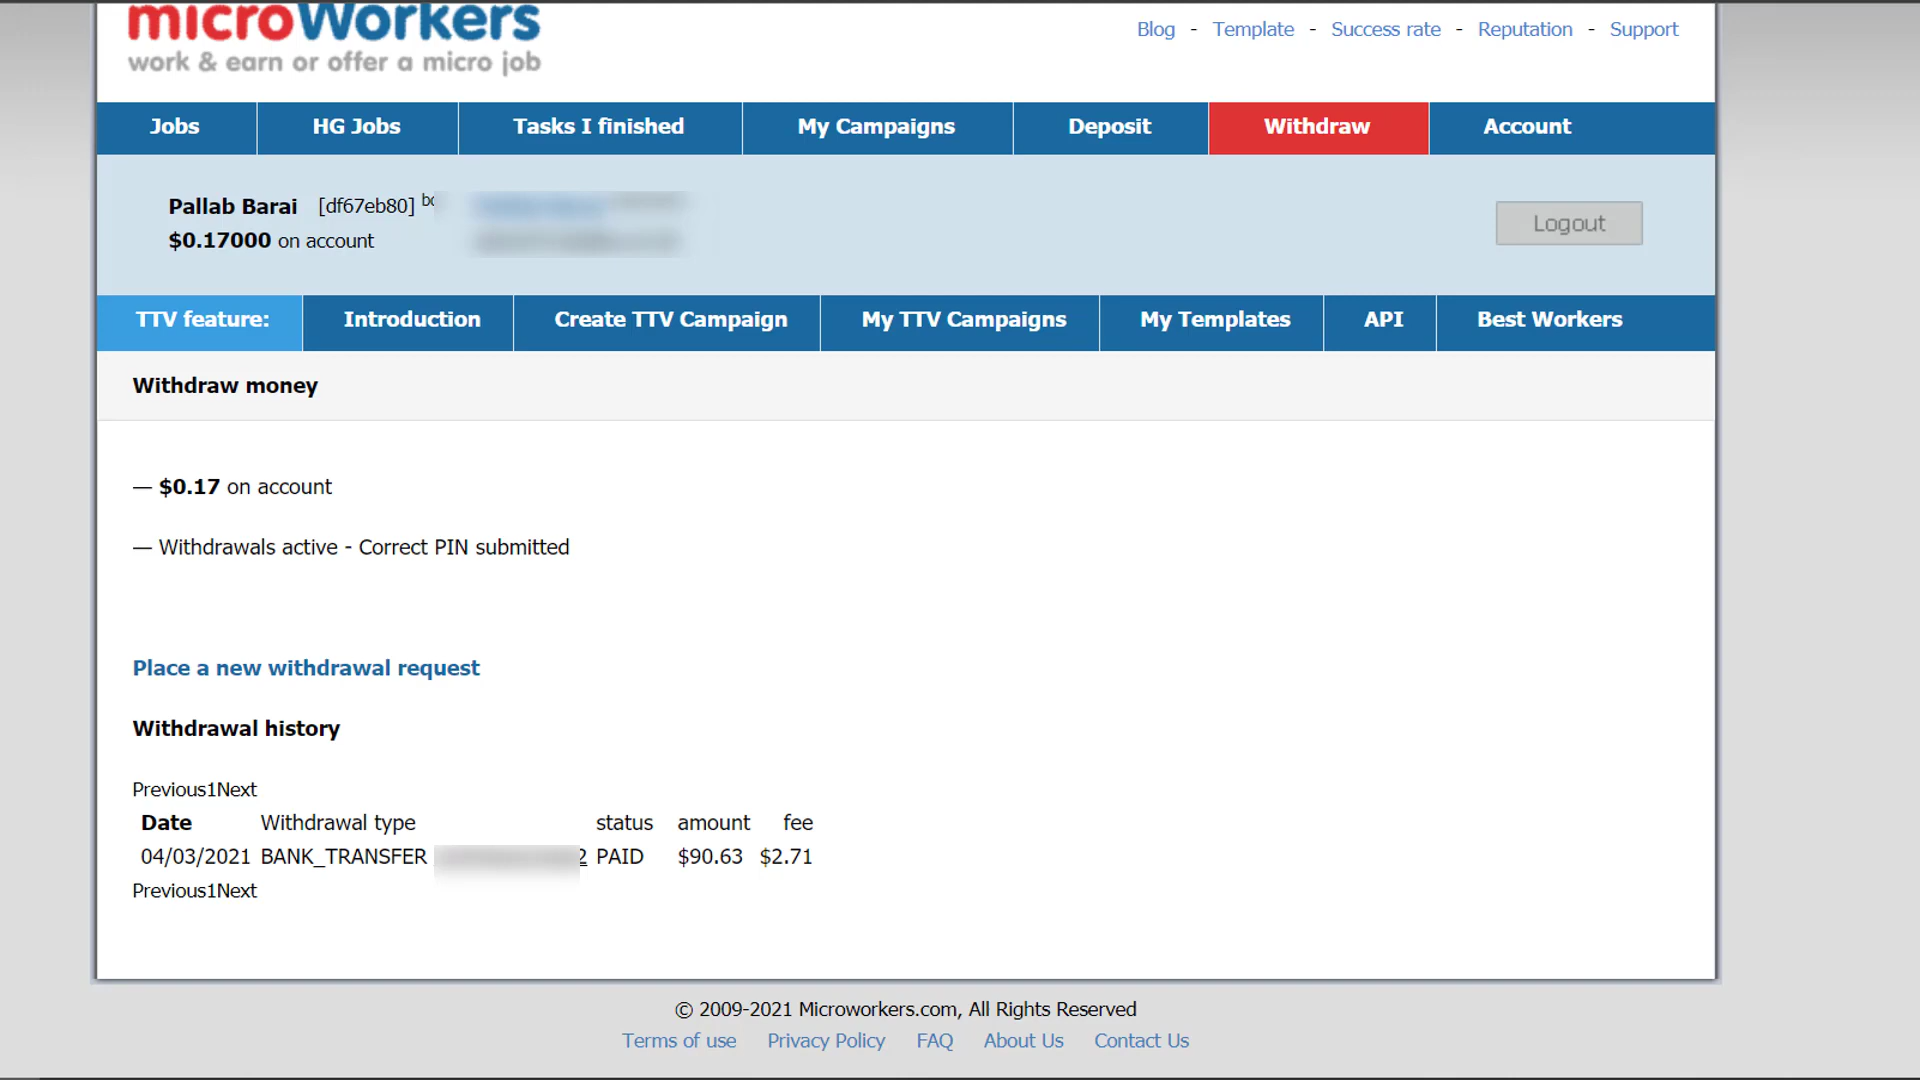 microWorkers
work & earn or offer a micro job
Blog - Template - Success rate - Reputation - Support
Jobs HG Jobs Tasks I finished My Campaigns Deposit Withdraw Account
Pallab Barai [df67eb80]
$0.17000 on account
Logout
TTV feature: Introduction Create TTV Campaign My TTV Campaigns My Templates API Best Workers
Withdraw money
— $0.17 on account
— Withdrawals active - Correct PIN submitted
Place a new withdrawal request
Withdrawal history
Previous1Next
Date Withdrawal type status amount fee
04/03/2021 BANK_TRANSFER 2 PAID $90.63 $2.71
Previous1Next
© 2009-2021 Microworkers.com, All Rights Reserved
Terms of use Privacy Policy FAQ About Us Contact Us